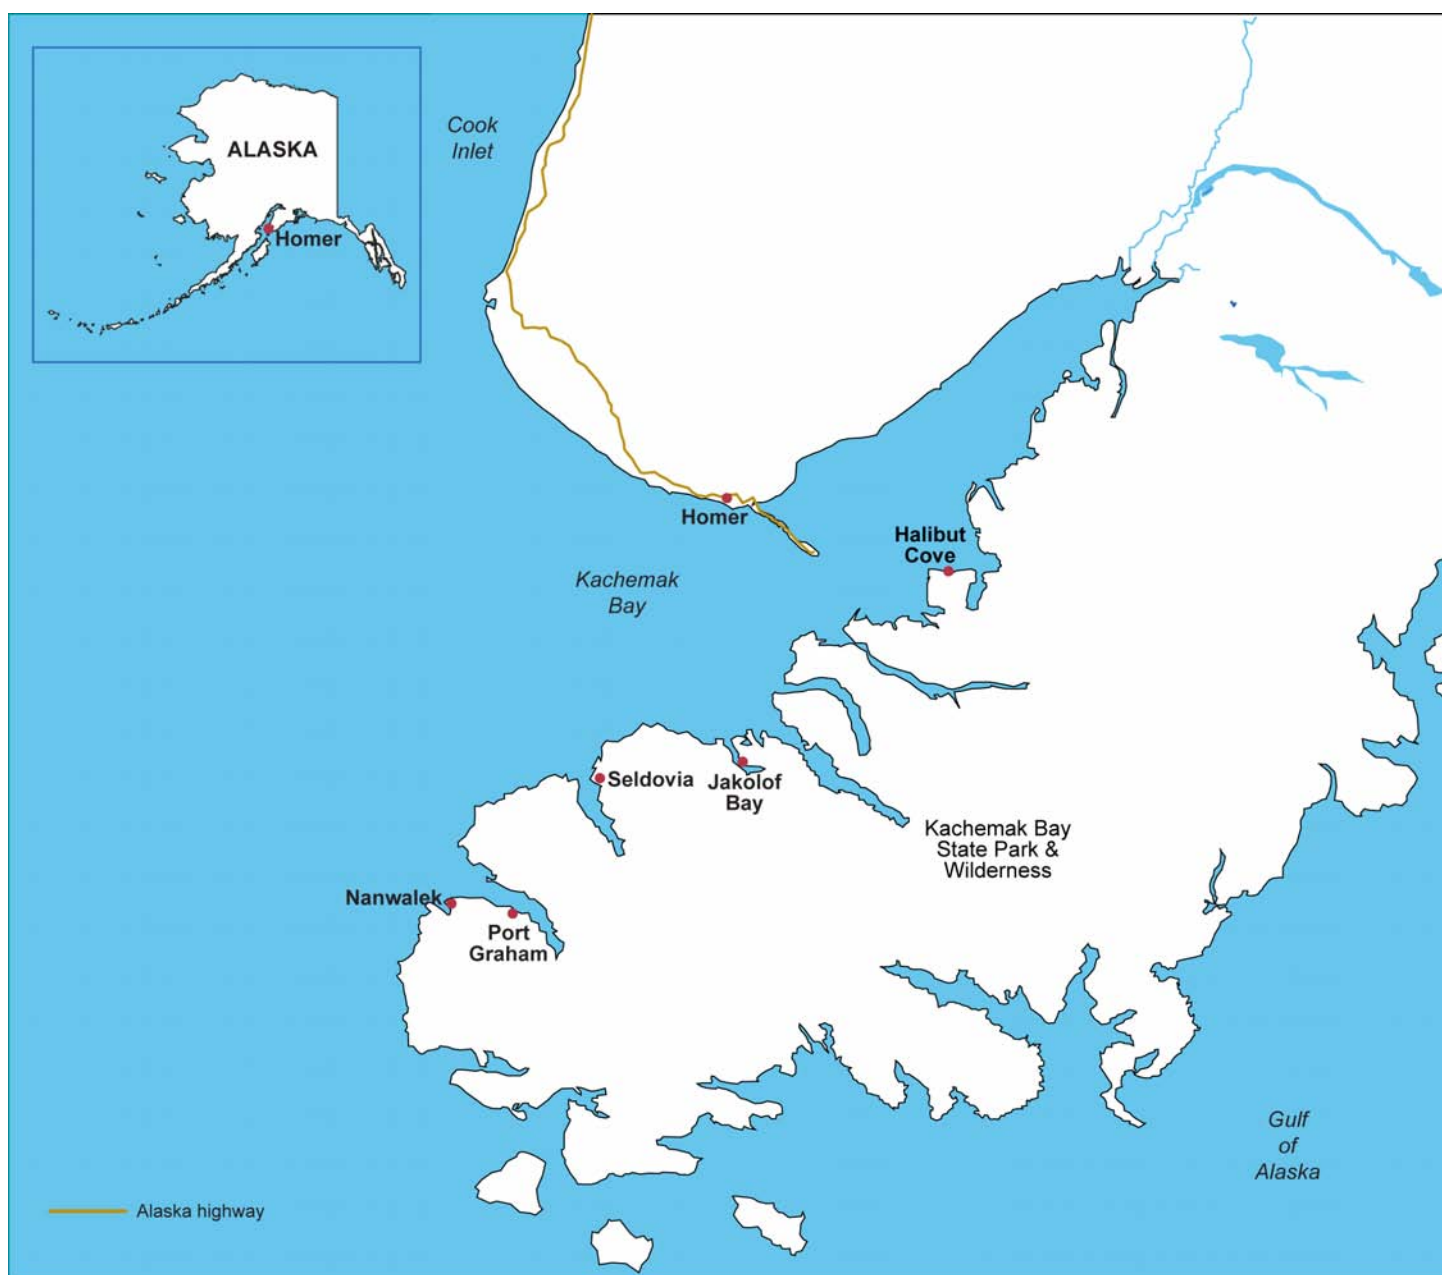 Cook
Inlet
ALASKA
Homer
Homer
Halibut
Cove
Kachemak
Bay
Seldovia
Jakolof
Bay
Kachemak Bay
State Park &
Wilderness
Nanwalek
Port
Graham
Gulf
of
Alaska
Alaska highway